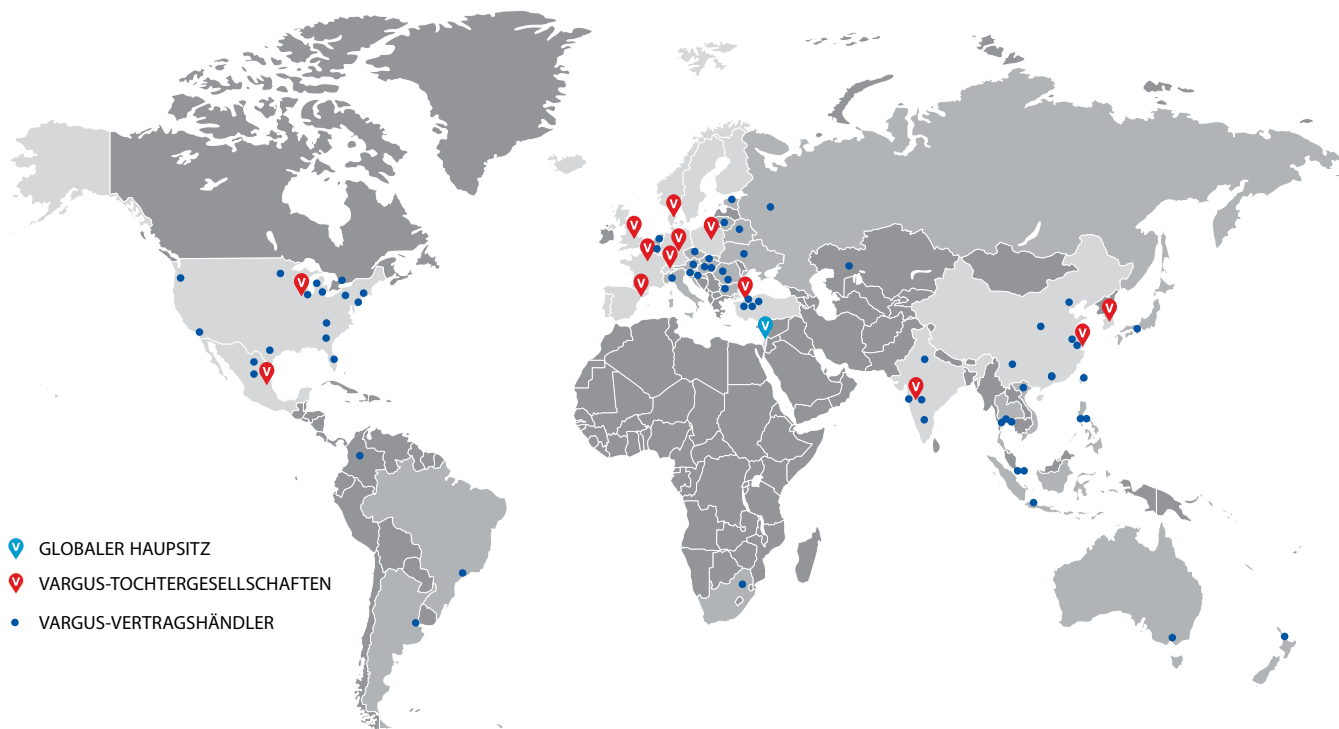 GLOBALER HAUPSITZ
VARGUS-TOCHTERGESELLSCHAFTEN
VARGUS-VERTRAGSHÄNDLER